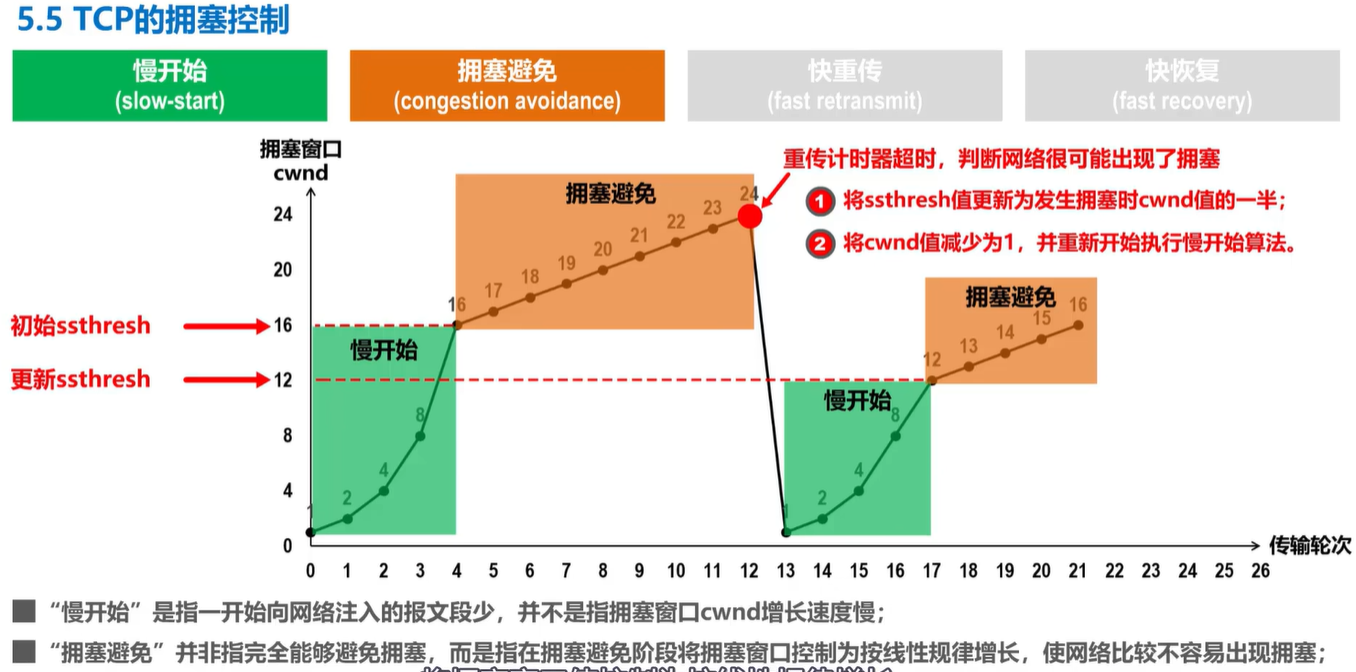 5.5 TCP的拥塞控制
慢开始
(slow-start)
拥塞避免
(congestion avoidance)
快重传
(fast retransmit)
快恢复
(fast recovery)
拥塞窗口
cwnd
重传计时器超时，判断网络很可能出现了拥塞
1 将ssthresh值更新为发生拥塞时cwnd值的一半；
2 将cwnd值减少为1，并重新开始执行慢开始算法。
拥塞避免
24
20
16
12
8
4
0
初始ssthresh
更新ssthresh
慢开始
1 2 4 8 16 17 18 19 20 21 22 23 24
慢开始
拥塞避免
1 2 4 8 12 13 14 15 16
0 1 2 3 4 5 6 7 8 9 10 11 12 13 14 15 16 17 18 19 20 21 22 23 24 25 26
传输轮次
“慢开始”是指一开始向网络注入的报文段少，并不是指拥塞窗口cwnd增长速度慢；
“拥塞避免”并非指完全能够避免拥塞，而是指在拥塞避免阶段将拥塞窗口控制为按线性规律增长，使网络比较不容易出现拥塞；